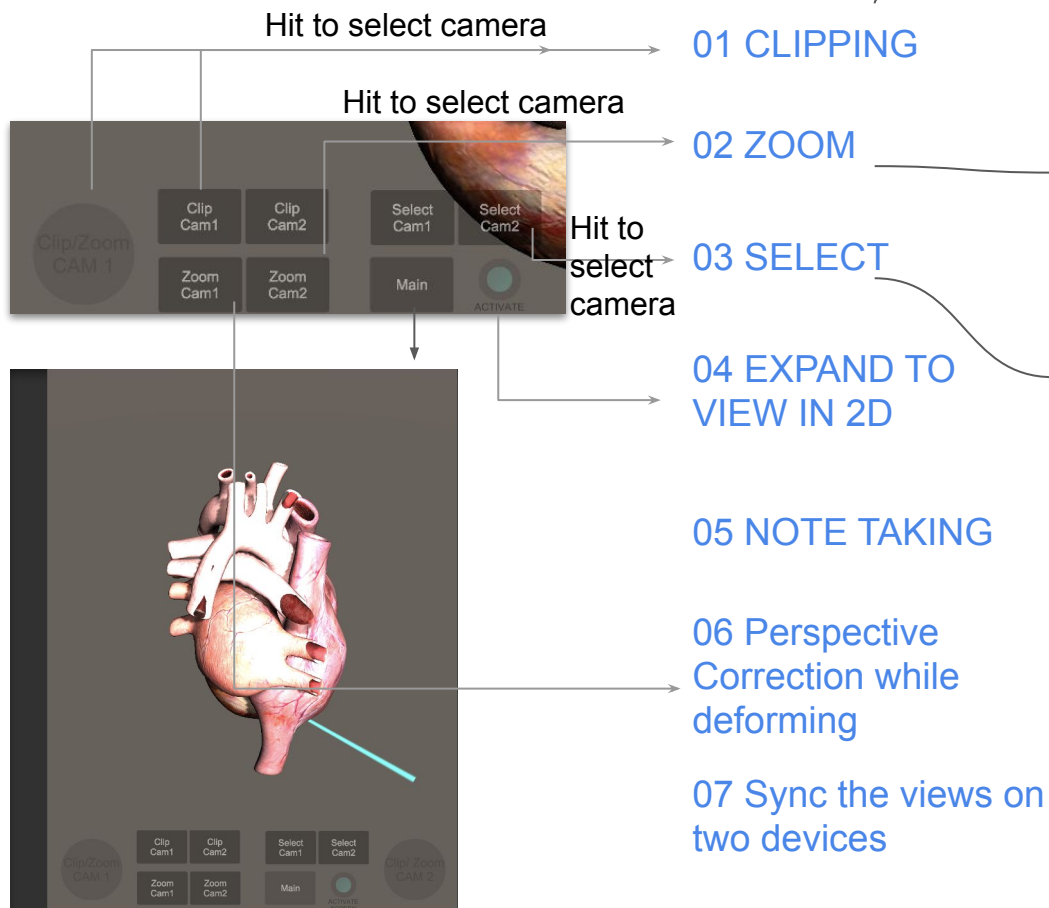 Hit to select camera
01 CLIPPING
Hit to select camera
02 ZOOM
Clip/Zoom
CAM 1
Clip
Cam1
Clip
Cam2
Zoom
Cam1
Zoom
Cam2
Select
Cam1
Select
Cam2
Main
ACTIVATE
Hit to
select
camera
03 SELECT
04 EXPAND TO
VIEW IN 2D
05 NOTE TAKING
06 Perspective
Correction while
deforming
07 Sync the views on
two devices
Clip/Zoom
CAM 1
Clip
Cam1
Clip
Cam2
Zoom
Cam1
Zoom
Cam2
Select
Cam1
Select
Cam2
Main
ACTIVATE
Clip/ Zoom
CAM 2